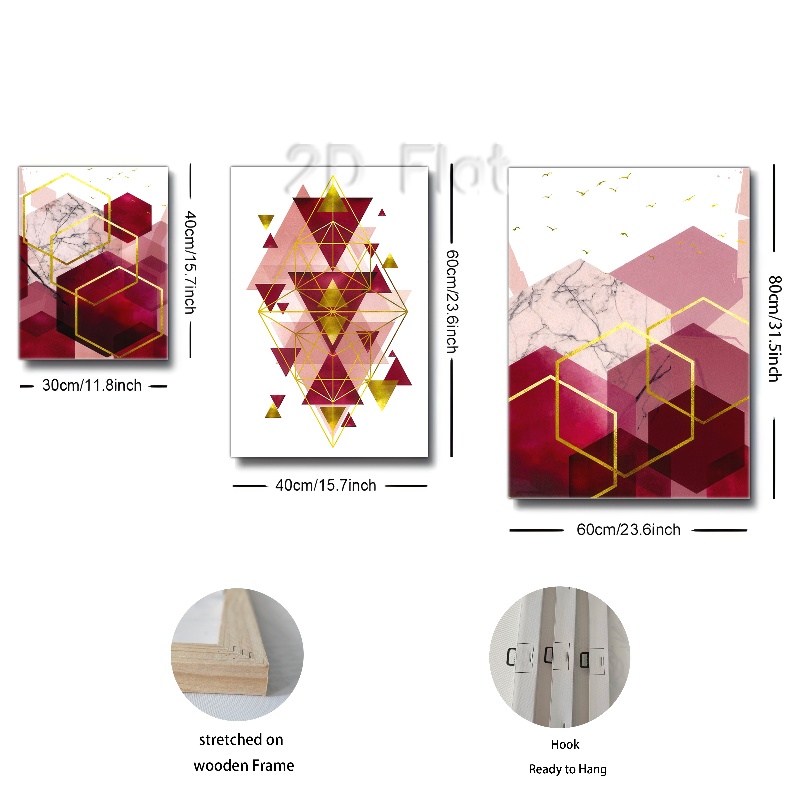 2D Flat
40cm/15.7inch
30cm/11.8inch
60cm/23.6inch
40cm/15.7inch
80cm/31.5inch
60cm/23.6inch
stretched on
wooden Frame
Hook
Ready to Hang